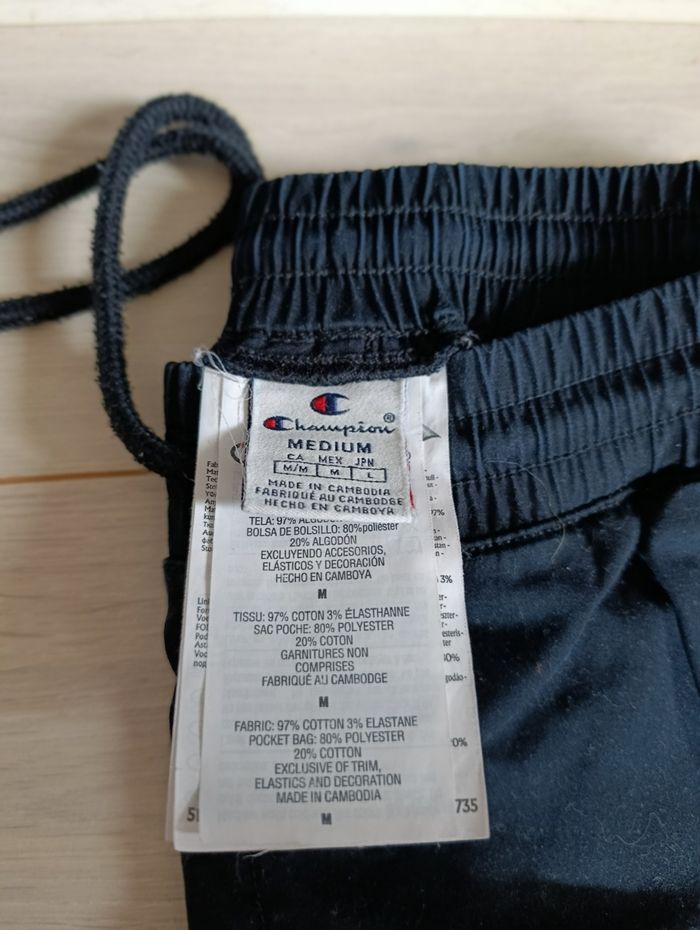 Champion®
MEDIUM
CA MEX JPN
M/M M L
MADE IN CAMBODIA
FABRIQUÉ AU CAMBODGE
HECHO EN CAMBOYA
TELA: 97%
BOLSA DE BOLSILLO: 80%poliéster
20% ALGODÓN
EXCLUYENDO ACCESORIOS,
ELÁSTICOS Y DECORACIÓN
HECHO EN CAMBOYA
M
TISSU: 97% COTON 3% ÉLASTHANNE
SAC POCHE: 80% POLYESTER
20% COTON
GARNITURES NON
COMPRISES
FABRIQUÉ AU CAMBODGE
M
FABRIC: 97% COTTON 3% ELASTANE
POCKET BAG: 80% POLYESTER
20% COTTON
EXCLUSIVE OF TRIM,
ELASTICS AND DECORATION
MADE IN CAMBODIA
M
735